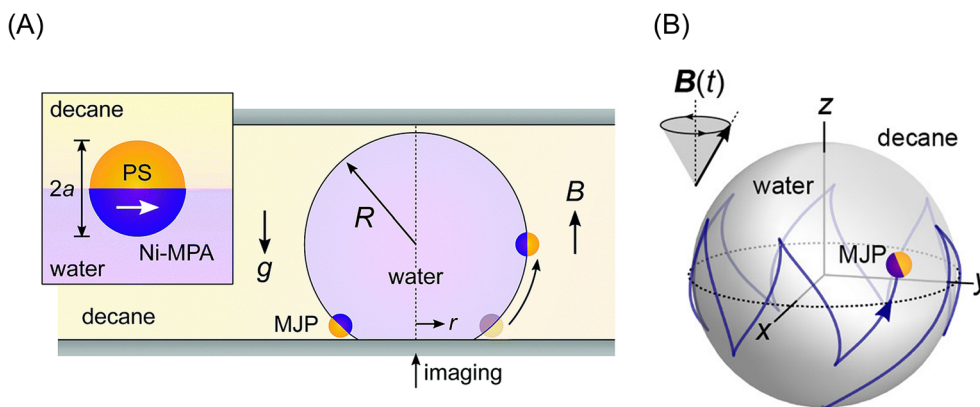 (A)
decane
PS
2a
Ni-MPA
water
R
B
g
water
decane
MJP
r
imaging
(B)
B(t)
z
decane
water
MJP
y
x